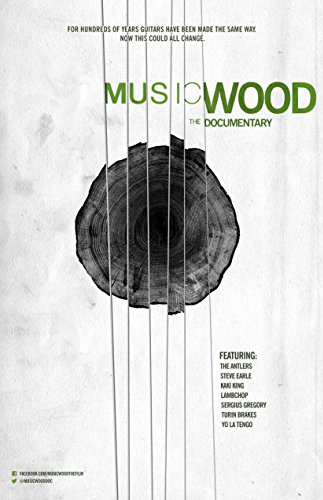 FOR HUNDREDS OF YEARS GUITARS HAVE BEEN MADE THE SAME WAY.
NOW THIS COULD ALL CHANGE.
MUSICWOOD
THE DOCUMENTARY
FEATURING:
THE ANTLERS
STEVE EARLE
KAKI KING
LAMBCHOP
SERGIUS GREGORY
TURIN BRAKES
YO LA TENGO
FACEBOOK.COM/MUSICWOODTHEFILM
@MUSICWOODDOC